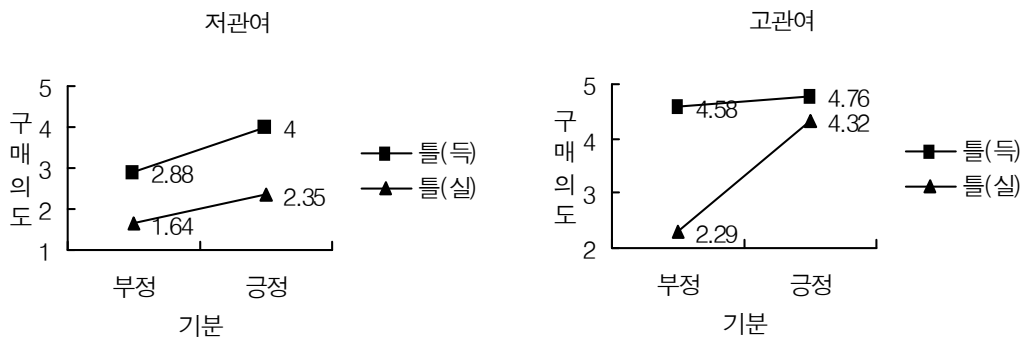 저관여
5
4
3
2
1
구매의도
2.88
4
1.64
2.35
틀(득)
틀(실)
부정 긍정
기분
고관여
5
4
3
2
구매의도
4.58
4.76
4.32
2.29
틀(득)
틀(실)
부정 긍정
기분